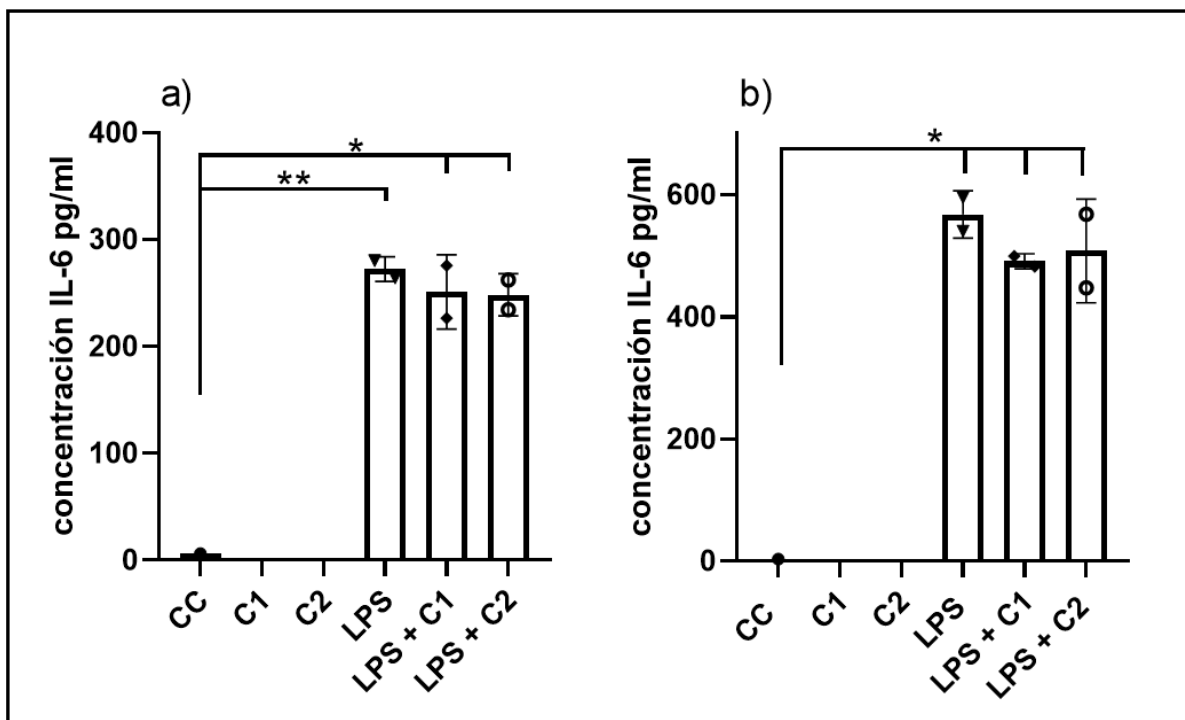 a)
concentración IL-6 pg/ml
400
300
200
100
0
*
**
CC
C1
C2
LPS
LPS + C1
LPS + C2
b)
concentración IL-6 pg/ml
600
400
200
0
*
CC
C1
C2
LPS
LPS + C1
LPS + C2